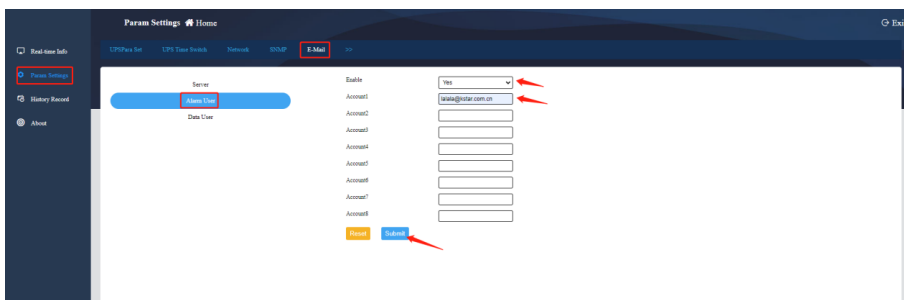 Param Settings Home
Exi
Real-time Info
Param Settings
History Record
About
UPSPara Set UPS Time Switch Network SNMP E-Mail >>
Server
Alarm User
Data User
Enable Yes
Account1 lalala@ristar.com.cn
Account2
Account3
Account4
Account5
Account6
Account7
Account8
Reset Submit